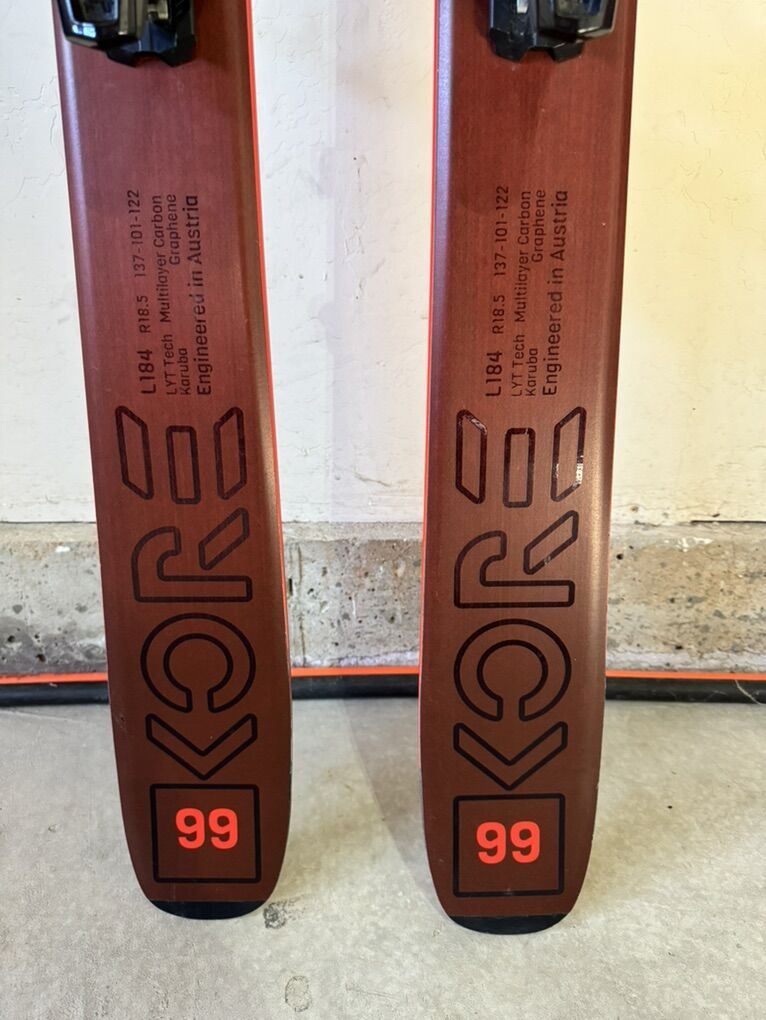 L184 R18.5 137-101-122
LYT Tech Multilayer Carbon
Karuba Graphene
Engineered in Austria
KORE
99
L184 R18.5 137-101-122
LYT Tech Multilayer Carbon
Karuba Graphene
Engineered in Austria
KORE
99